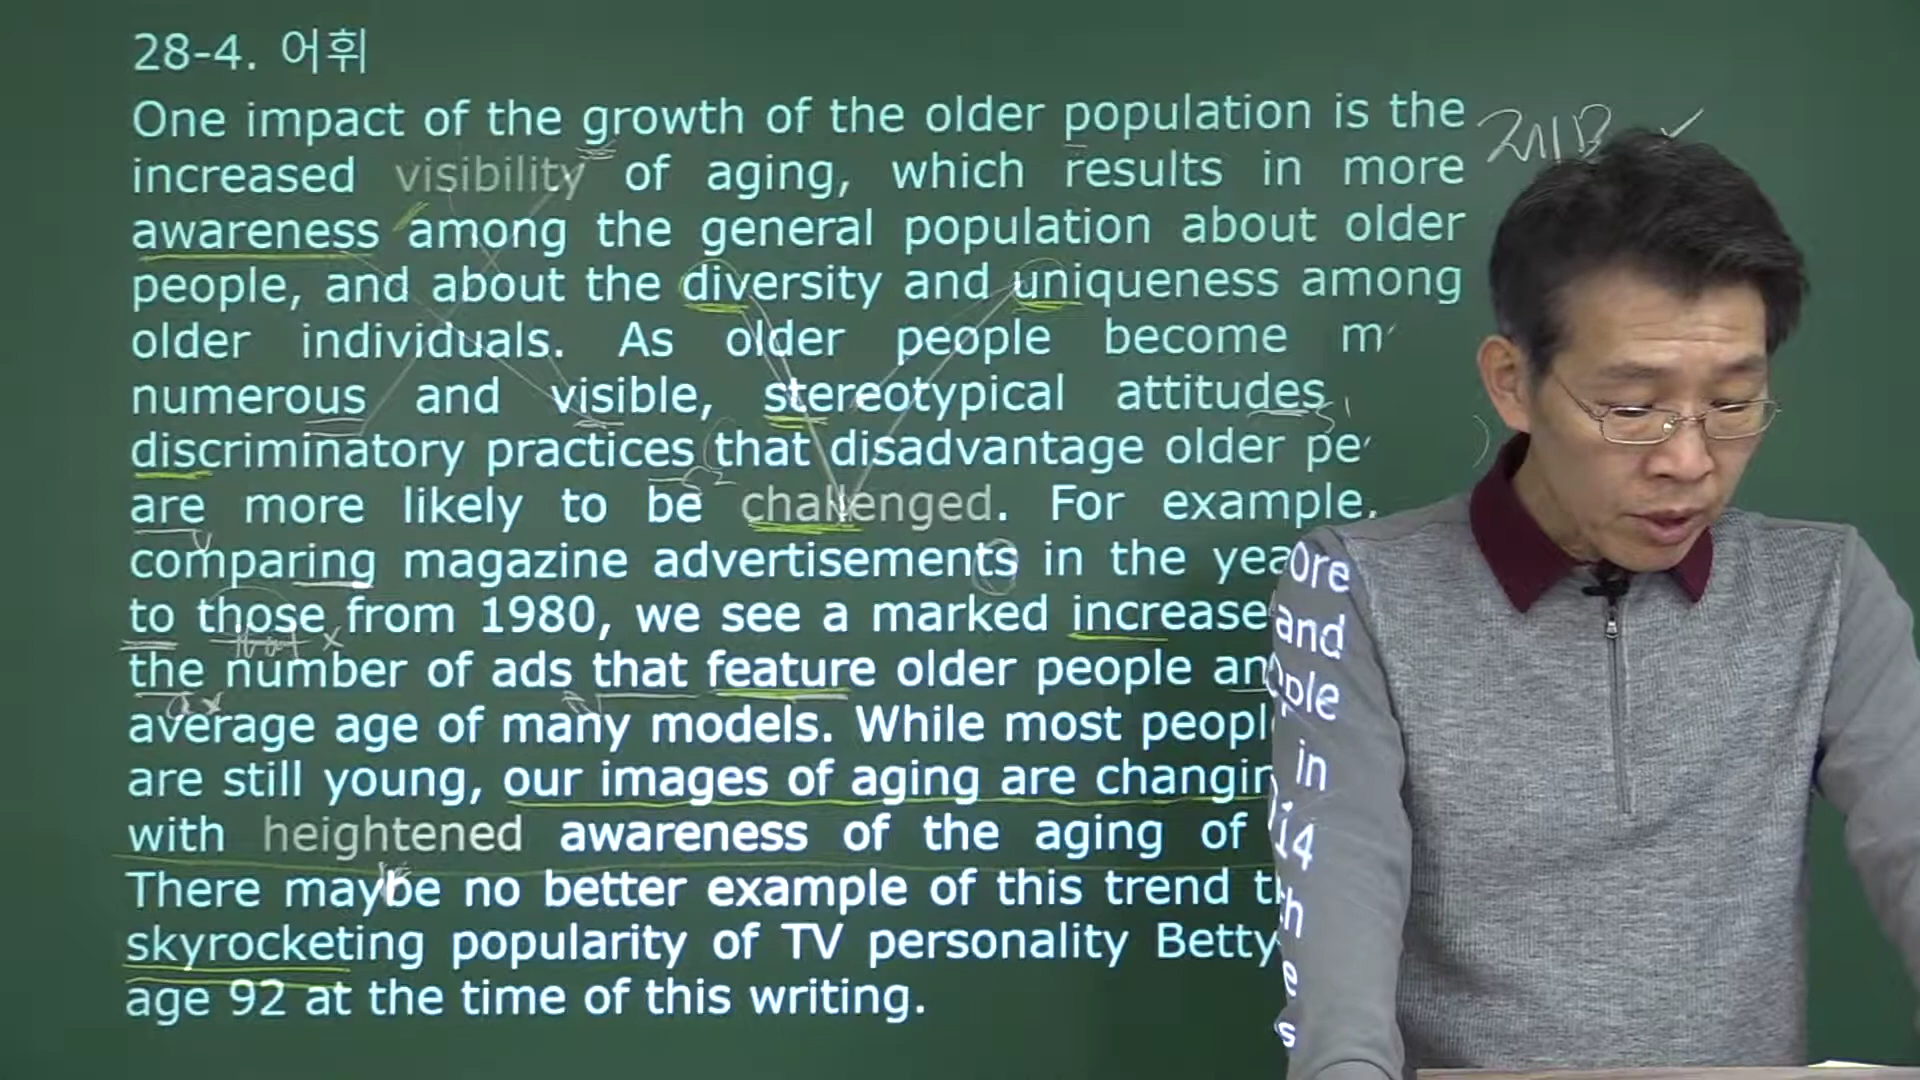 28-4. 어휘
One impact of the growth of the older population is the
increased visibility of aging, which results in more
awareness among the general population about older
people, and about the diversity and uniqueness among
older individuals. As older people become more
numerous and visible, stereotypical attitudes and
discriminatory practices that disadvantage older people
are more likely to be challenged. For example, in
comparing magazine advertisements in the
to those from 1980, we see a marked increase
the number of ads that feature older people
average age of many models. While most
are still young, our images of aging are
with heightened awareness of the aging of
There maybe no better example of this trend
skyrocketing popularity of TV personality Betty
age 92 at the time of this writing.